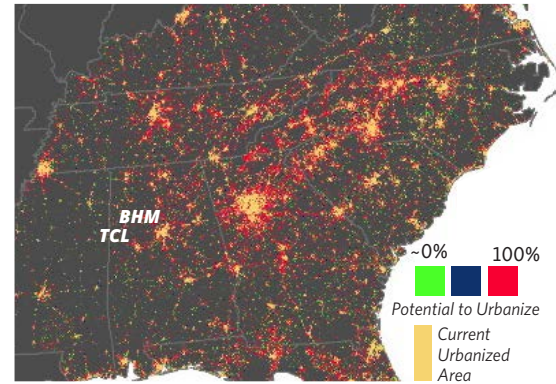 BHM
TCL
~0% 100%
Potential to Urbanize
Current
Urbanized
Area